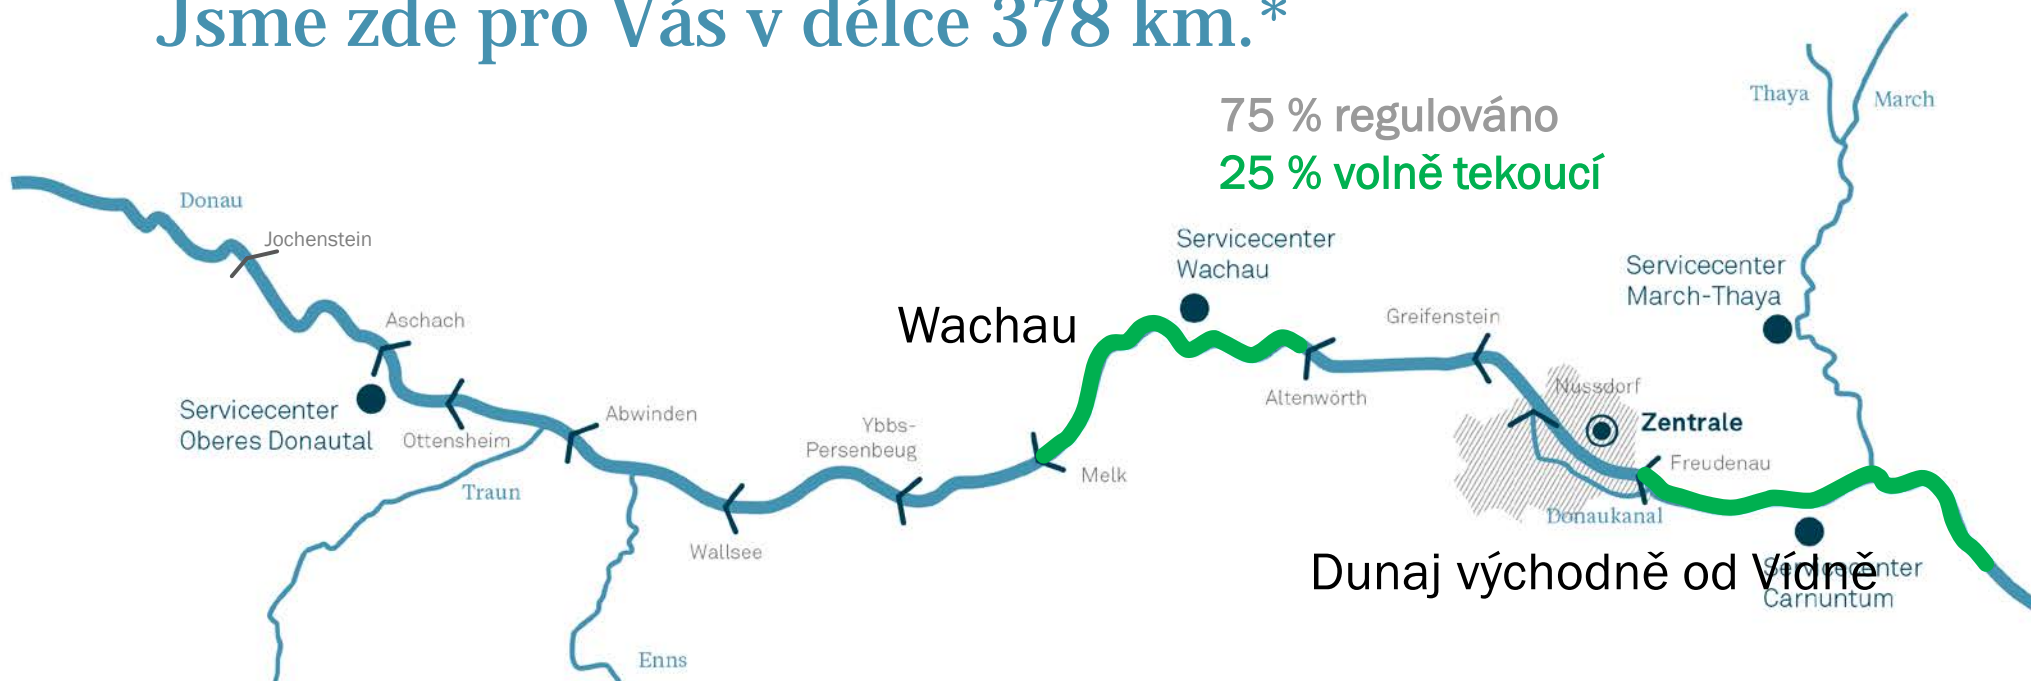 Jsme zde pro Vás v délce 378 km.*
75 % regulováno
25 % volně tekoucí
Thaya
March
Donau
Jochenstein
Servicecenter
Wachau
Servicecenter
March-Thaya
Wachau
Aschach
Greifenstein
Servicecenter
Oberes Donautal
Ottensheim
Abwinden
Ybbs-
Persenbeug
Altenwörth
Nussdorf
Zentrale
Freudenau
Melk
Traun
Donaukanal
Wallsee
Dunaj východně od Vídně
Servicecenter
Carnuntum
Enns